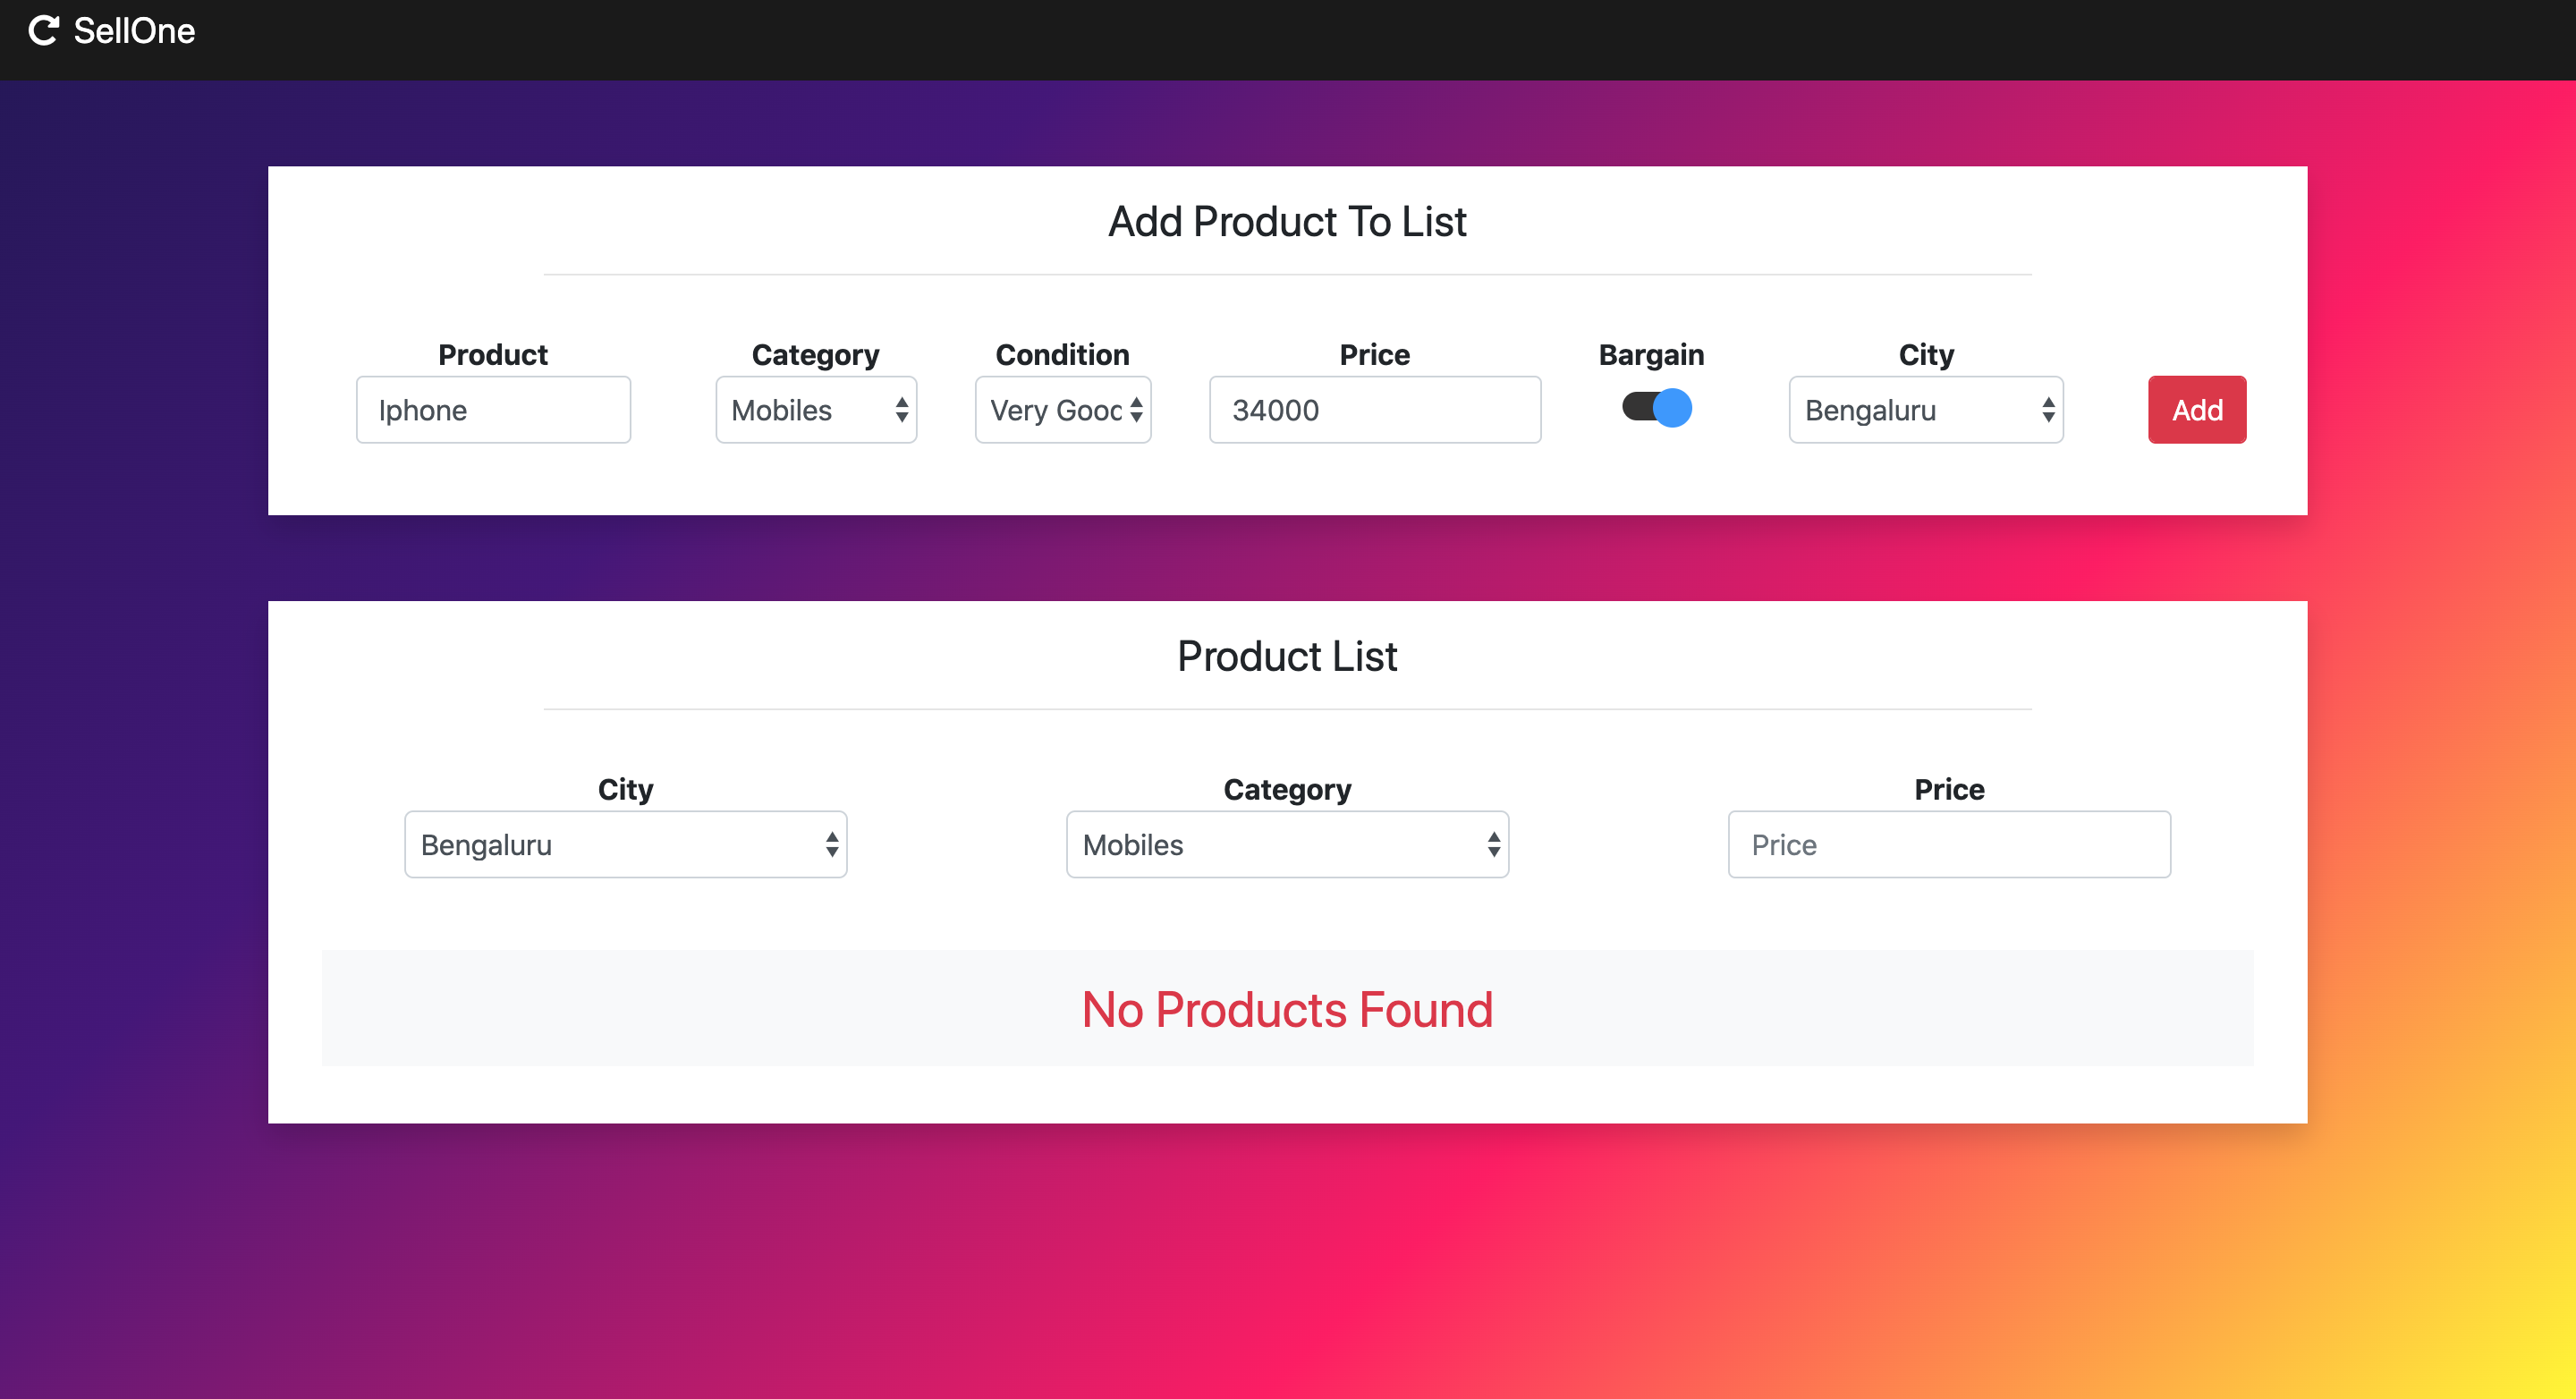 SellOne
Add Product To List
Product Category Condition Price Bargain City
Iphone Mobiles Very Good 34000 Bengaluru Add
Product List
City Category Price
Bengaluru Mobiles Price
No Products Found